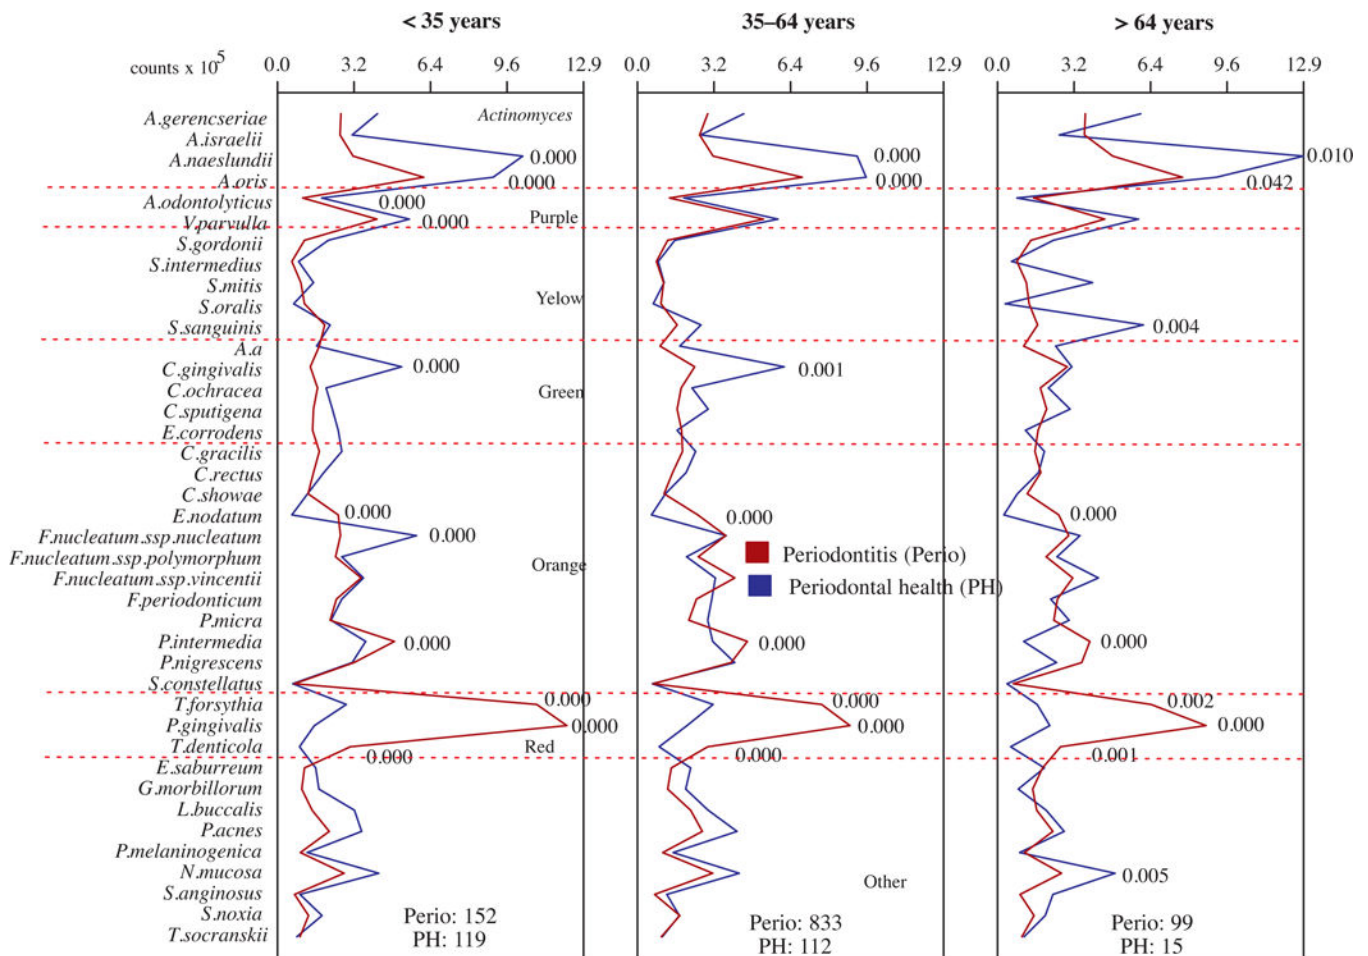 < 35 years 35–64 years > 64 years
counts x 10^5 0.0 3.2 6.4 9.6 12.9 0.0 3.2 6.4 9.6 12.9 0.0 3.2 6.4 9.6 12.9
A.gerencseriae Actinomyces
A.israelii
A.naeslundii 0.000 0.000 0.010
A.oris 0.000 0.000 0.042
A.odontolyticus 0.000
V.parvulla 0.000 Purple
S.gordonii
S.intermedius
S.mitis
S.oralis Yelow
S.sanguinis 0.004
A.a
C.gingivalis 0.000 0.001
C.ochracea Green
C.sputigena
E.corrodens
C.gracilis
C.rectus
C.showae
E.nodatum 0.000 0.000 0.000
F.nucleatum.ssp.nucleatum 0.000
F.nucleatum.ssp.polymorphum Orange Periodontitis (Perio)
F.nucleatum.ssp.vincentii Periodontal health (PH)
F.periodonticum
P.micra
P.intermedia 0.000 0.000 0.000
P.nigrescens
S.constellatus
T.forsythia 0.000 0.000 0.002
P.gingivalis 0.000 0.000 0.000
T.denticola 0.000 Red 0.000 0.001
E.saburreum
G.morbillorum
L.buccalis
P.acnes
P.melaninogenica
N.mucosa Other 0.005
S.anginosus
S.noxia Perio: 152 Perio: 833 Perio: 99
T.socranskii PH: 119 PH: 112 PH: 15